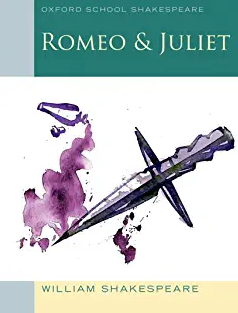 OXFORD SCHOOL SHAKESPEARE
ROMEO & JULIET
WILLIAM SHAKESPEARE